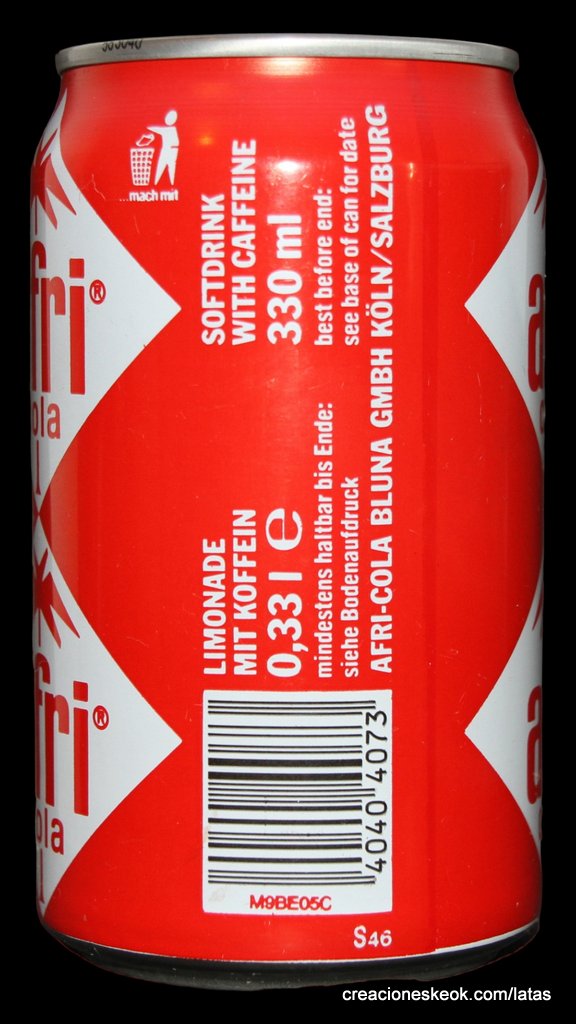 ...mach mit
fri®
ola
fri®
ola
LIMONADE
MIT KOFFEIN
0,33 l e
mindestens haltbar bis Ende:
siehe Bodenaufdruck
SOFTDRINK
WITH CAFFEINE
330 ml
best before end:
see base of can for date
AFRI-COLA BLUNA GMBH KÖLN/SALZBURG
4040 4073
M9BE05C
S46
a
a
creacioneskeok.com/latas